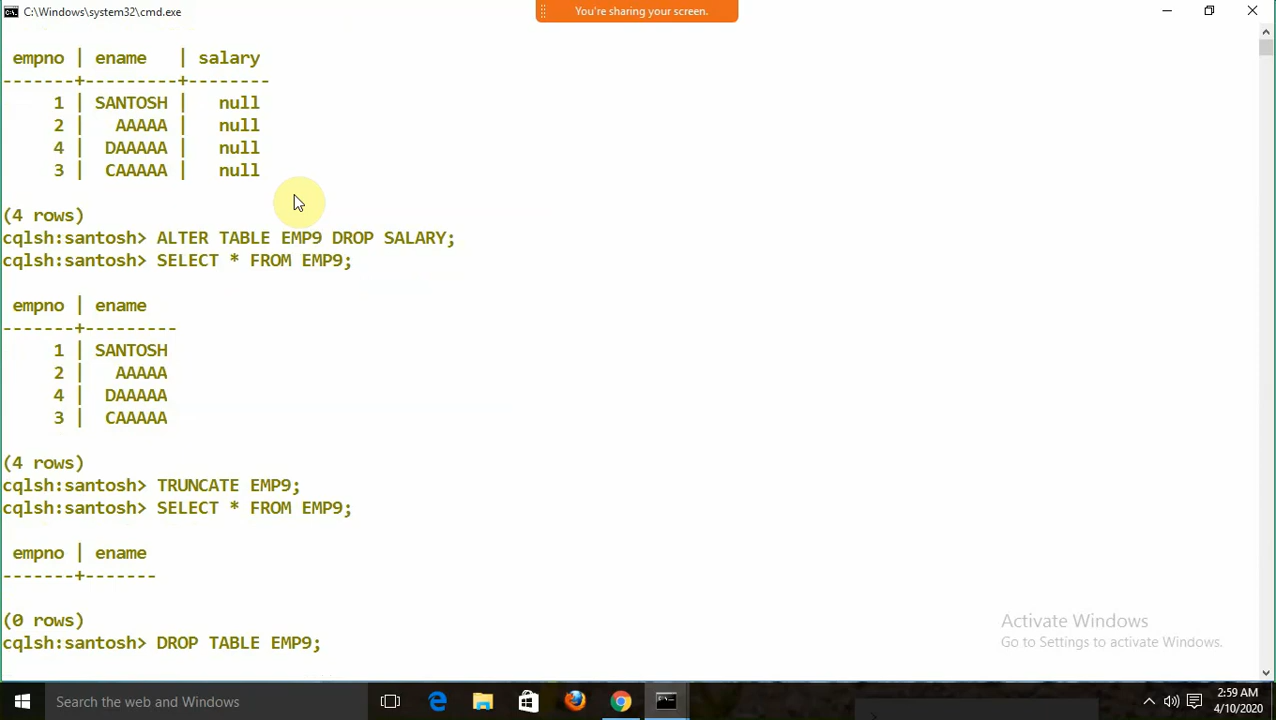 C:\Windows\system32\cmd.exe
You're sharing your screen.
empno | ename   | salary
-------+---------+--------
1 | SANTOSH |   null
2 |   AAAAA |   null
4 |  DAAAAA |   null
3 |  CAAAAA |   null
(4 rows)
cqlsh:santosh> ALTER TABLE EMP9 DROP SALARY;
cqlsh:santosh> SELECT * FROM EMP9;
empno | ename
-------+---------
1 | SANTOSH
2 |   AAAAA
4 |  DAAAAA
3 |  CAAAAA
(4 rows)
cqlsh:santosh> TRUNCATE EMP9;
cqlsh:santosh> SELECT * FROM EMP9;
empno | ename
-------+-------
(0 rows)
cqlsh:santosh> DROP TABLE EMP9;
Activate Windows
Go to Settings to activate Windows.
Search the web and Windows
2:59 AM
4/10/2020